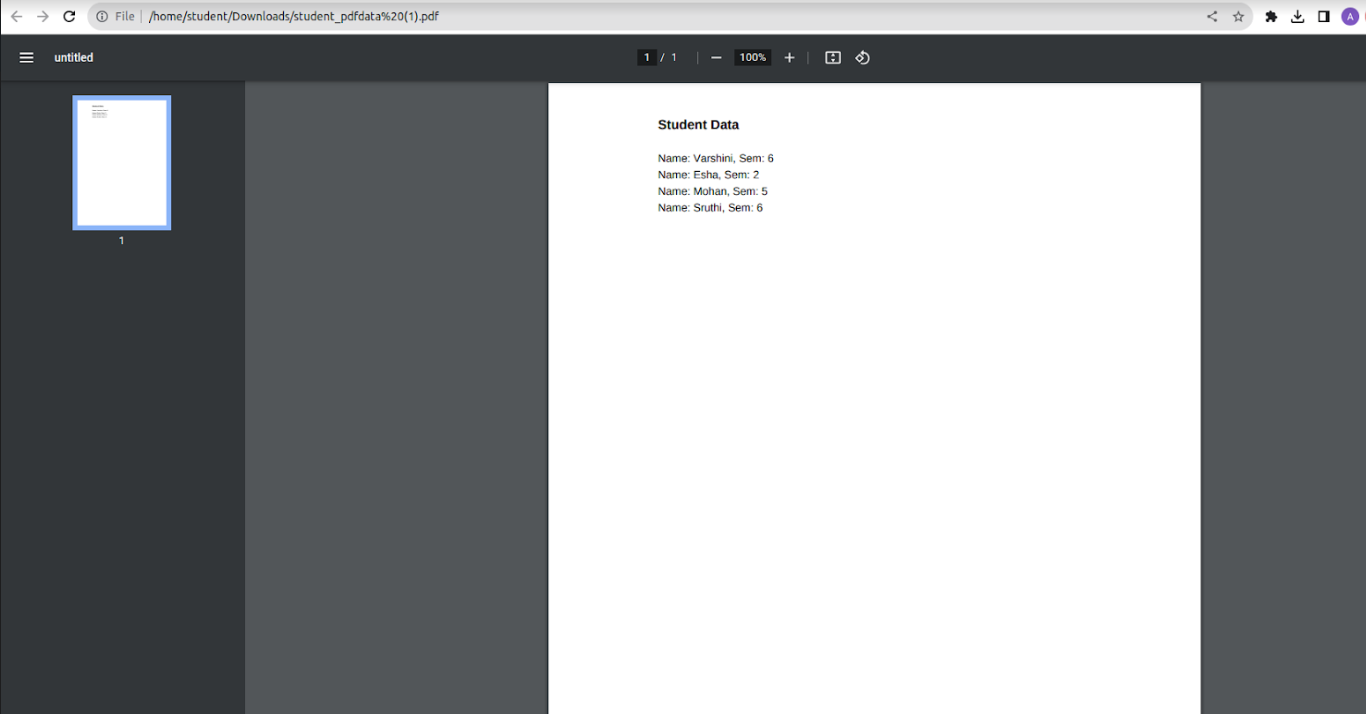 File /home/student/Downloads/student_pdfdata%20(1).pdf
A
untitled
1 / 1
100%
Student Data
Name: Varshini, Sem: 6
Name: Esha, Sem: 2
Name: Mohan, Sem: 5
Name: Sruthi, Sem: 6
1